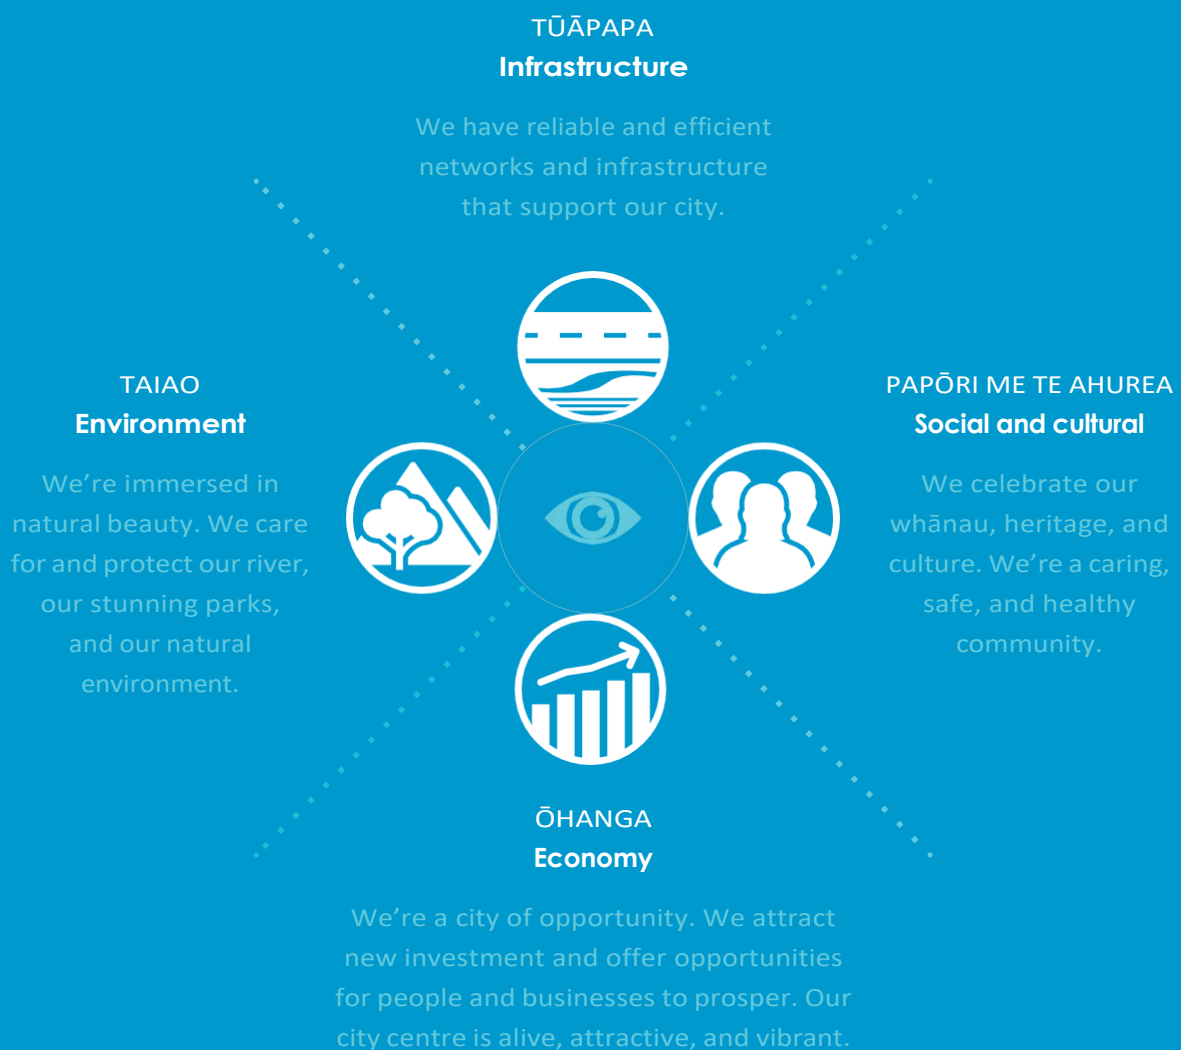 TŪĀPAPA
Infrastructure
We have reliable and efficient
networks and infrastructure
that support our city.
TAIAO
Environment
We’re immersed in
natural beauty. We care
for and protect our river,
our stunning parks,
and our natural
environment.
PAPŌRI ME TE AHUREA
Social and cultural
We celebrate our
whānau, heritage, and
culture. We’re a caring,
safe, and healthy
community.
ŌHANGA
Economy
We’re a city of opportunity. We attract
new investment and offer opportunities
for people and businesses to prosper. Our
city centre is alive, attractive, and vibrant.